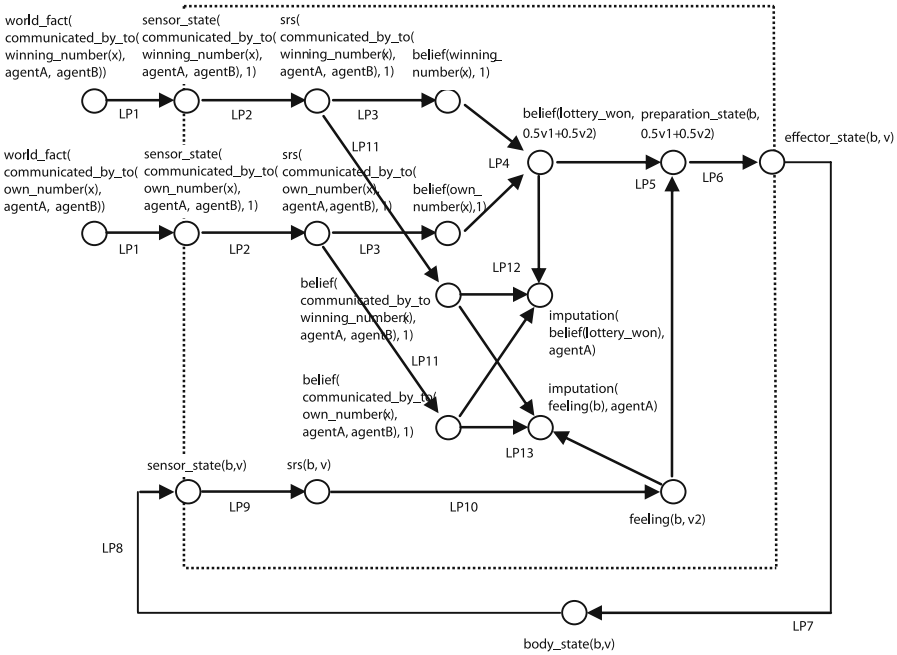 world_fact(
communicated_by_to(
winning_number(x),
agentA, agentB))
sensor_state(
communicated_by_to(
winning_number(x),
agentA, agentB), 1)
srs(
communicated_by_to(
winning_number(x),
agentA, agentB), 1)
belief(winning_
number(x), 1)
LP1
LP2
LP3
belief(lottery_won,
0.5v1+0.5v2)
preparation_state(b,
0.5v1+0.5v2)
effector_state(b, v)
LP11
LP4
LP5
LP6
world_fact(
communicated_by_to(
own_number(x),
agentA, agentB))
sensor_state(
communicated_by_to(
own_number(x),
agentA, agentB), 1)
srs(
communicated_by_to(
own_number(x),
agentA, agentB), 1)
belief(own_
number(x),1)
LP1
LP2
LP3
belief(
communicated_by_to
winning_number(x),
agentA, agentB), 1)
LP12
imputation(
belief(lottery_won),
agentA)
LP11
belief(
communicated_by_to(
own_number(x),
agentA, agentB), 1)
imputation(
feeling(b), agentA)
LP13
sensor_state(b,v)
srs(b, v)
LP9
LP10
feeling(b, v2)
LP8
LP7
body_state(b,v)